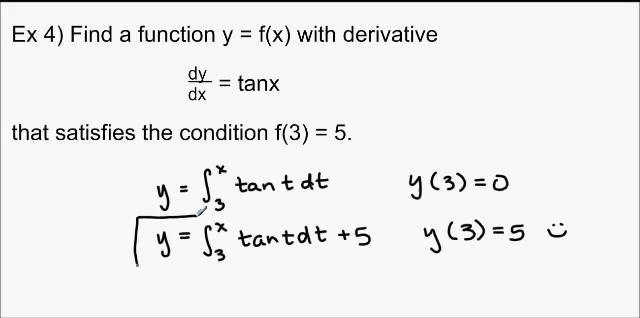 Ex 4) Find a function y = f(x) with derivative
dy/dx = tanx
that satisfies the condition f(3) = 5.
y = ∫₃ˣ tan t dt y(3) = 0
y = ∫₃ˣ tan t dt + 5 y(3) = 5 :)